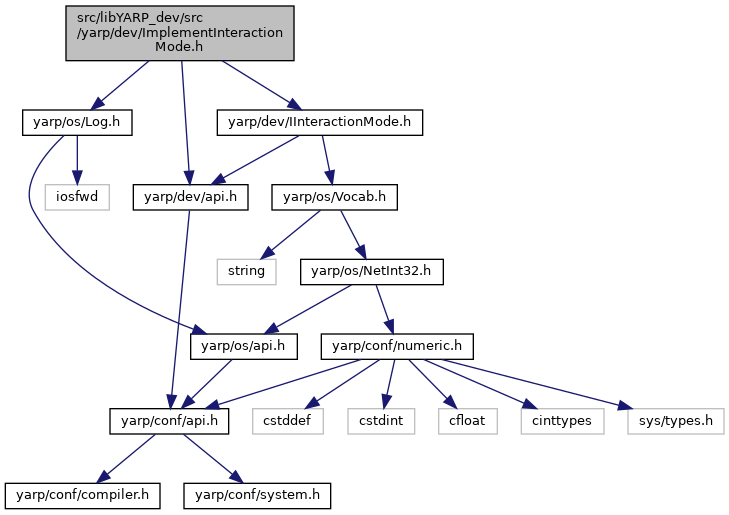 src/libYARP_dev/src
/yarp/dev/ImplementInteraction
Mode.h
yarp/os/Log.h
yarp/dev/IInteractionMode.h
iosfwd
yarp/dev/api.h
yarp/os/Vocab.h
string
yarp/os/NetInt32.h
yarp/os/api.h
yarp/conf/numeric.h
yarp/conf/api.h
cstddef
cstdint
cfloat
cinttypes
sys/types.h
yarp/conf/compiler.h
yarp/conf/system.h